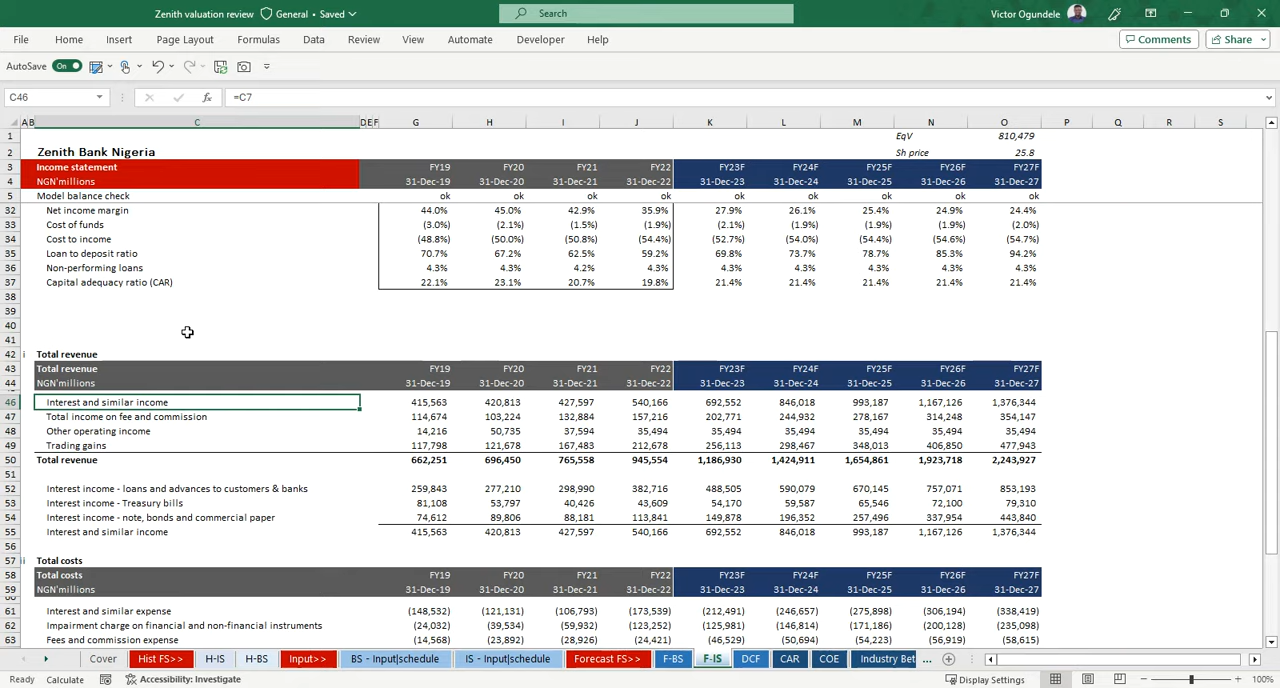 Zenith valuation review General • Saved Search Victor Ogundele
File Home Insert Page Layout Formulas Data Review View Automate Developer Help Comments Share
AutoSave On
C46 fx =C7
A B C D E F G H I J K L M N O P Q R S
1 EqV 810,479
2 Zenith Bank Nigeria Sh price 25.8
3 Income statement FY19 FY20 FY21 FY22 FY23F FY24F FY25F FY26F FY27F
4 NGN'millions 31-Dec-19 31-Dec-20 31-Dec-21 31-Dec-22 31-Dec-23 31-Dec-24 31-Dec-25 31-Dec-26 31-Dec-27
5 Model balance check ok ok ok ok ok ok ok ok ok
32 Net income margin 44.0% 45.0% 42.9% 35.9% 27.9% 26.1% 25.4% 24.9% 24.4%
33 Cost of funds (3.0%) (2.1%) (1.5%) (1.9%) (2.1%) (1.9%) (1.9%) (1.9%) (2.0%)
34 Cost to income (48.8%) (50.0%) (50.8%) (54.4%) (52.7%) (54.0%) (54.4%) (54.6%) (54.7%)
35 Loan to deposit ratio 70.7% 67.2% 62.5% 59.2% 69.8% 73.7% 78.7% 85.3% 94.2%
36 Non-performing loans 4.3% 4.3% 4.2% 4.3% 4.3% 4.3% 4.3% 4.3% 4.3%
37 Capital adequacy ratio (CAR) 22.1% 23.1% 20.7% 19.8% 21.4% 21.4% 21.4% 21.4% 21.4%
38
39
40
41
42 i Total revenue
43 Total revenue FY19 FY20 FY21 FY22 FY23F FY24F FY25F FY26F FY27F
44 NGN'millions 31-Dec-19 31-Dec-20 31-Dec-21 31-Dec-22 31-Dec-23 31-Dec-24 31-Dec-25 31-Dec-26 31-Dec-27
46 Interest and similar income 415,563 420,813 427,597 540,166 692,552 846,018 993,187 1,167,126 1,376,344
47 Total income on fee and commission 114,674 103,224 132,884 157,216 202,771 244,932 278,167 314,248 354,147
48 Other operating income 14,216 50,735 37,594 35,494 35,494 35,494 35,494 35,494 35,494
49 Trading gains 117,798 121,678 167,483 212,678 256,113 298,467 348,013 406,850 477,943
50 Total revenue 662,251 696,450 765,558 945,554 1,186,930 1,424,911 1,654,861 1,923,718 2,243,927
51
52 Interest income - loans and advances to customers & banks 259,843 277,210 298,990 382,716 488,505 590,079 670,145 757,071 853,193
53 Interest income - Treasury bills 81,108 53,797 40,426 43,609 54,170 59,587 65,546 72,100 79,310
54 Interest income - note, bonds and commercial paper 74,612 89,806 88,181 113,841 149,878 196,352 257,496 337,954 443,840
55 Interest and similar income 415,563 420,813 427,597 540,166 692,552 846,018 993,187 1,167,126 1,376,344
56
57 ii Total costs
58 Total costs FY19 FY20 FY21 FY22 FY23F FY24F FY25F FY26F FY27F
59 NGN'millions 31-Dec-19 31-Dec-20 31-Dec-21 31-Dec-22 31-Dec-23 31-Dec-24 31-Dec-25 31-Dec-26 31-Dec-27
61 Interest and similar expense (148,532) (121,131) (106,793) (173,539) (212,491) (246,657) (275,898) (306,194) (338,419)
62 Impairment charge on financial and non-financial instruments (24,032) (39,534) (59,932) (123,252) (125,981) (146,814) (171,186) (200,128) (235,098)
63 Fees and commission expense (14,568) (23,892) (28,926) (24,421) (46,529) (50,694) (54,223) (56,919) (58,615)
Cover Hist FS>> H-IS H-BS Input>> BS - Input|schedule IS - Input|schedule Forecast FS>> F-BS F-IS DCF CAR COE Industry Bet ...
Ready Calculate Accessibility: Investigate Display Settings 100%